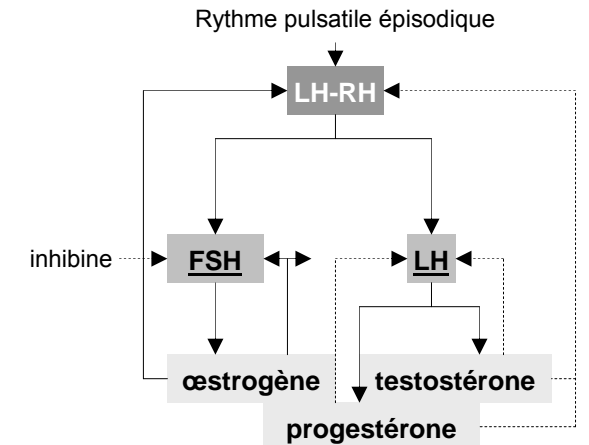 Rythme pulsatile épisodique
LH-RH
inhibine
FSH
LH
œstrogène
testostérone
progestérone